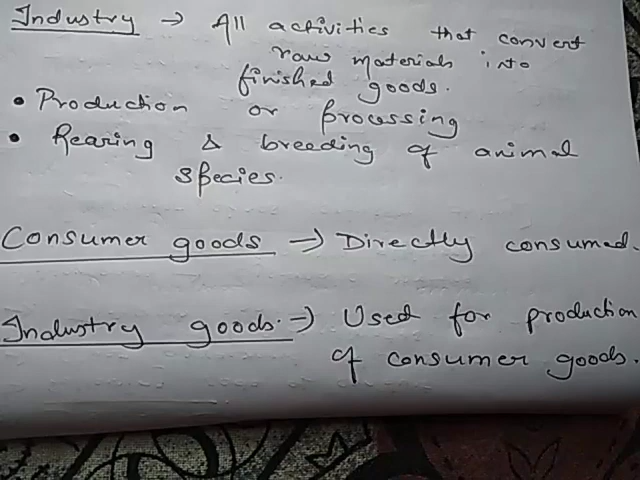 Industry → All activities that convert
raw materials into
finished goods.
• Production or processing
• Rearing & breeding of animal
species.
Consumer goods → Directly consumed.
Industry goods. → Used for production
of consumer goods.